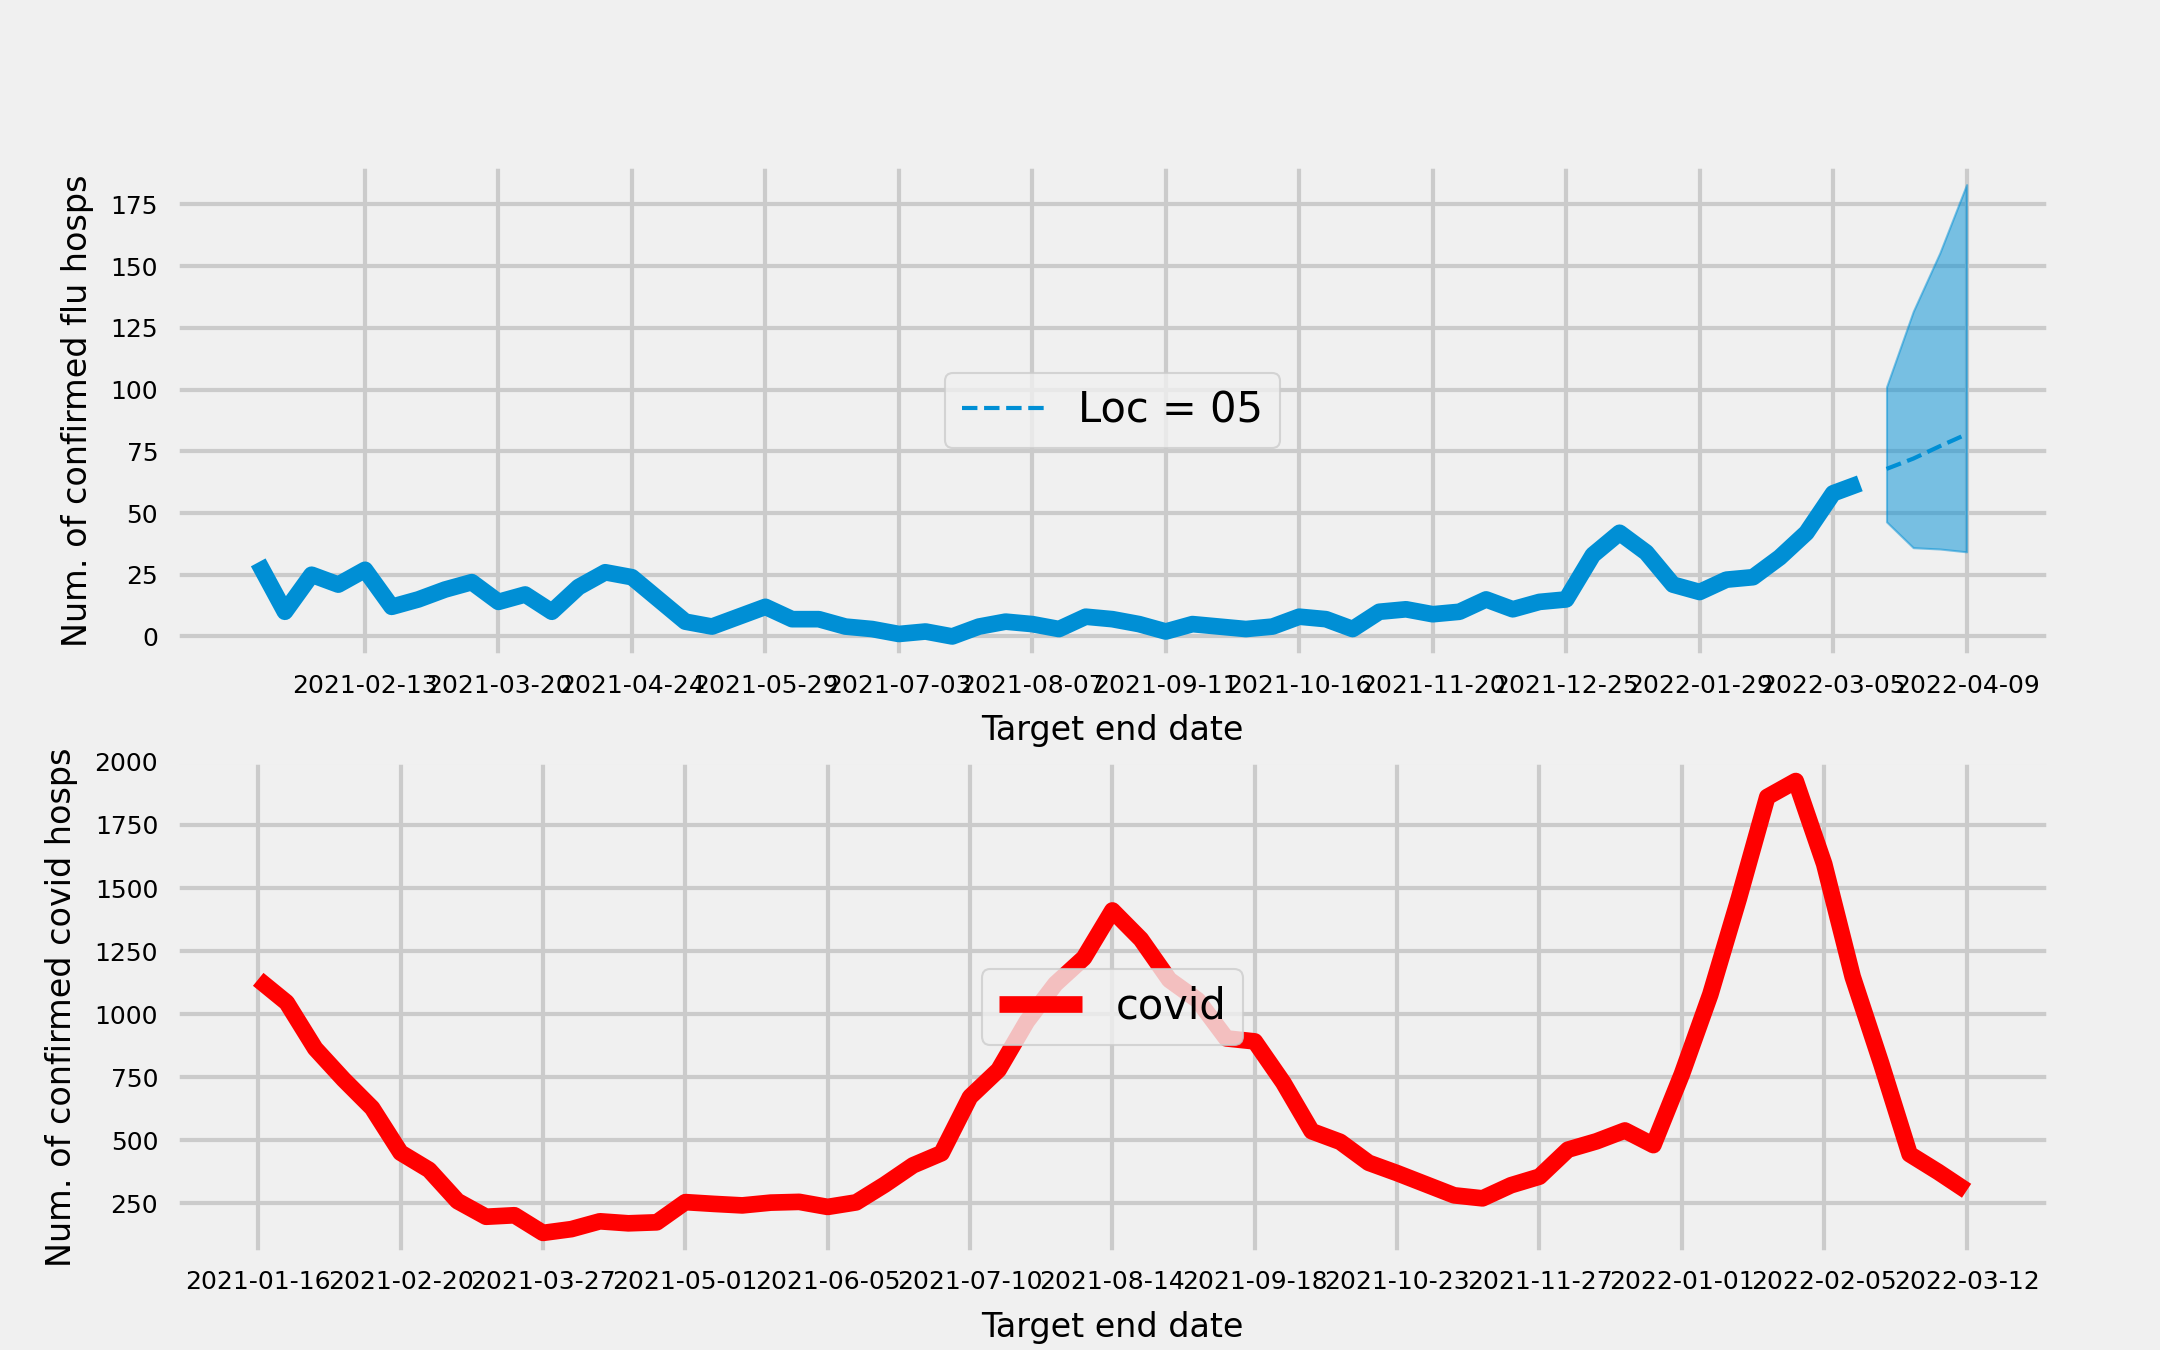 Num. of confirmed flu hosps
175
150
125
100
75
50
25
0
Loc = 05
2021-02-13 2021-03-20 2021-04-24 2021-05-29 2021-07-03 2021-08-07 2021-09-11 2021-10-16 2021-11-20 2021-12-25 2022-01-29 2022-03-05 2022-04-09
Target end date
Num. of confirmed covid hosps
2000
1750
1500
1250
1000
750
500
250
covid
2021-01-16 2021-02-20 2021-03-27 2021-05-01 2021-06-05 2021-07-10 2021-08-14 2021-09-18 2021-10-23 2021-11-27 2022-01-01 2022-02-05 2022-03-12
Target end date